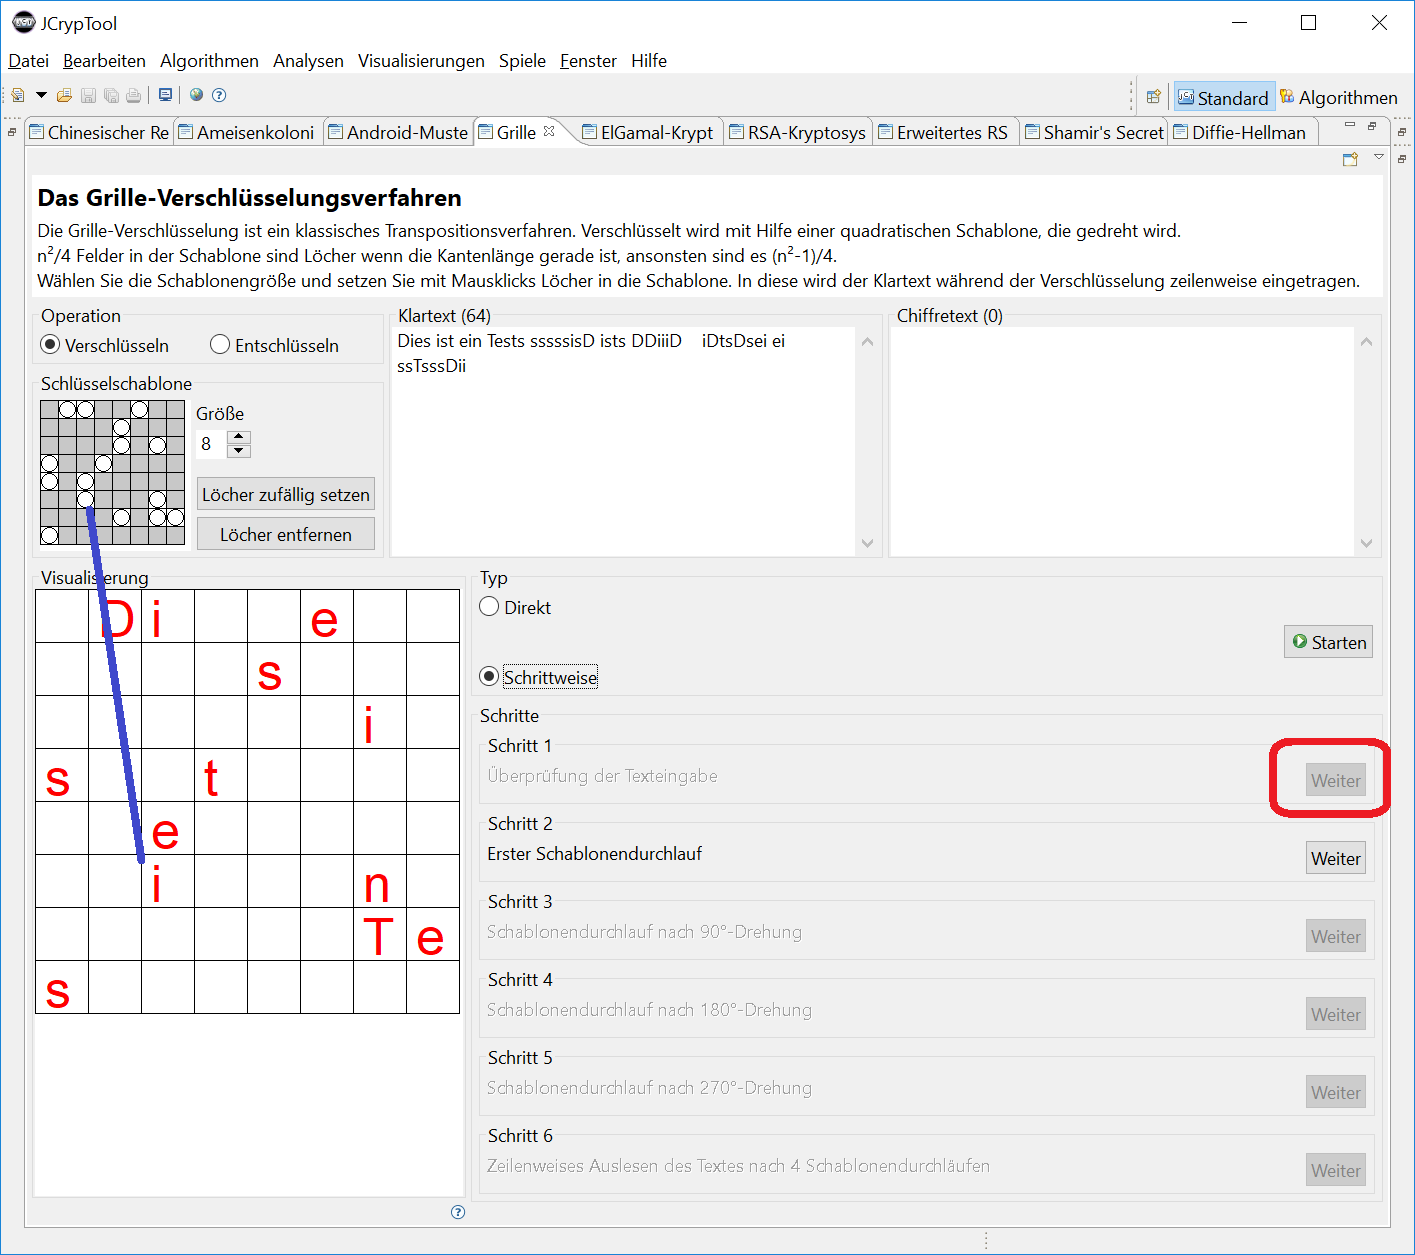 JCrypTool
Datei Bearbeiten Algorithmen Analysen Visualisierungen Spiele Fenster Hilfe
Standard Algorithmen
Chinesischer Re Ameisenkoloni Android-Muste Grille ElGamal-Krypt RSA-Kryptosys Erweitertes RS Shamir's Secret Diffie-Hellman
Das Grille-Verschlüsselungsverfahren
Die Grille-Verschlüsselung ist ein klassisches Transpositionsverfahren. Verschlüsselt wird mit Hilfe einer quadratischen Schablone, die gedreht wird.
n²/4 Felder in der Schablone sind Löcher wenn die Kantenlänge gerade ist, ansonsten sind es (n²-1)/4.
Wählen Sie die Schablonengröße und setzen Sie mit Mausklicks Löcher in die Schablone. In diese wird der Klartext während der Verschlüsselung zeilenweise eingetragen.
Operation
Verschlüsseln Entschlüsseln
Schlüsselschablone
Größe
8
Löcher zufällig setzen
Löcher entfernen
Klartext (64)
Dies ist ein Tests sssssisD ists DDiiiD    iDtsDsei ei
ssTsssDii
Chiffretext (0)
Visualisierung
D i e
s
i
s t
e
i n
T e
s
Typ
Direkt
Starten
Schrittweise
Schritte
Schritt 1
Überprüfung der Texteingabe Weiter
Schritt 2
Erster Schablonendurchlauf Weiter
Schritt 3
Schablonendurchlauf nach 90°-Drehung Weiter
Schritt 4
Schablonendurchlauf nach 180°-Drehung Weiter
Schritt 5
Schablonendurchlauf nach 270°-Drehung Weiter
Schritt 6
Zeilenweises Auslesen des Textes nach 4 Schablonendurchläufen Weiter